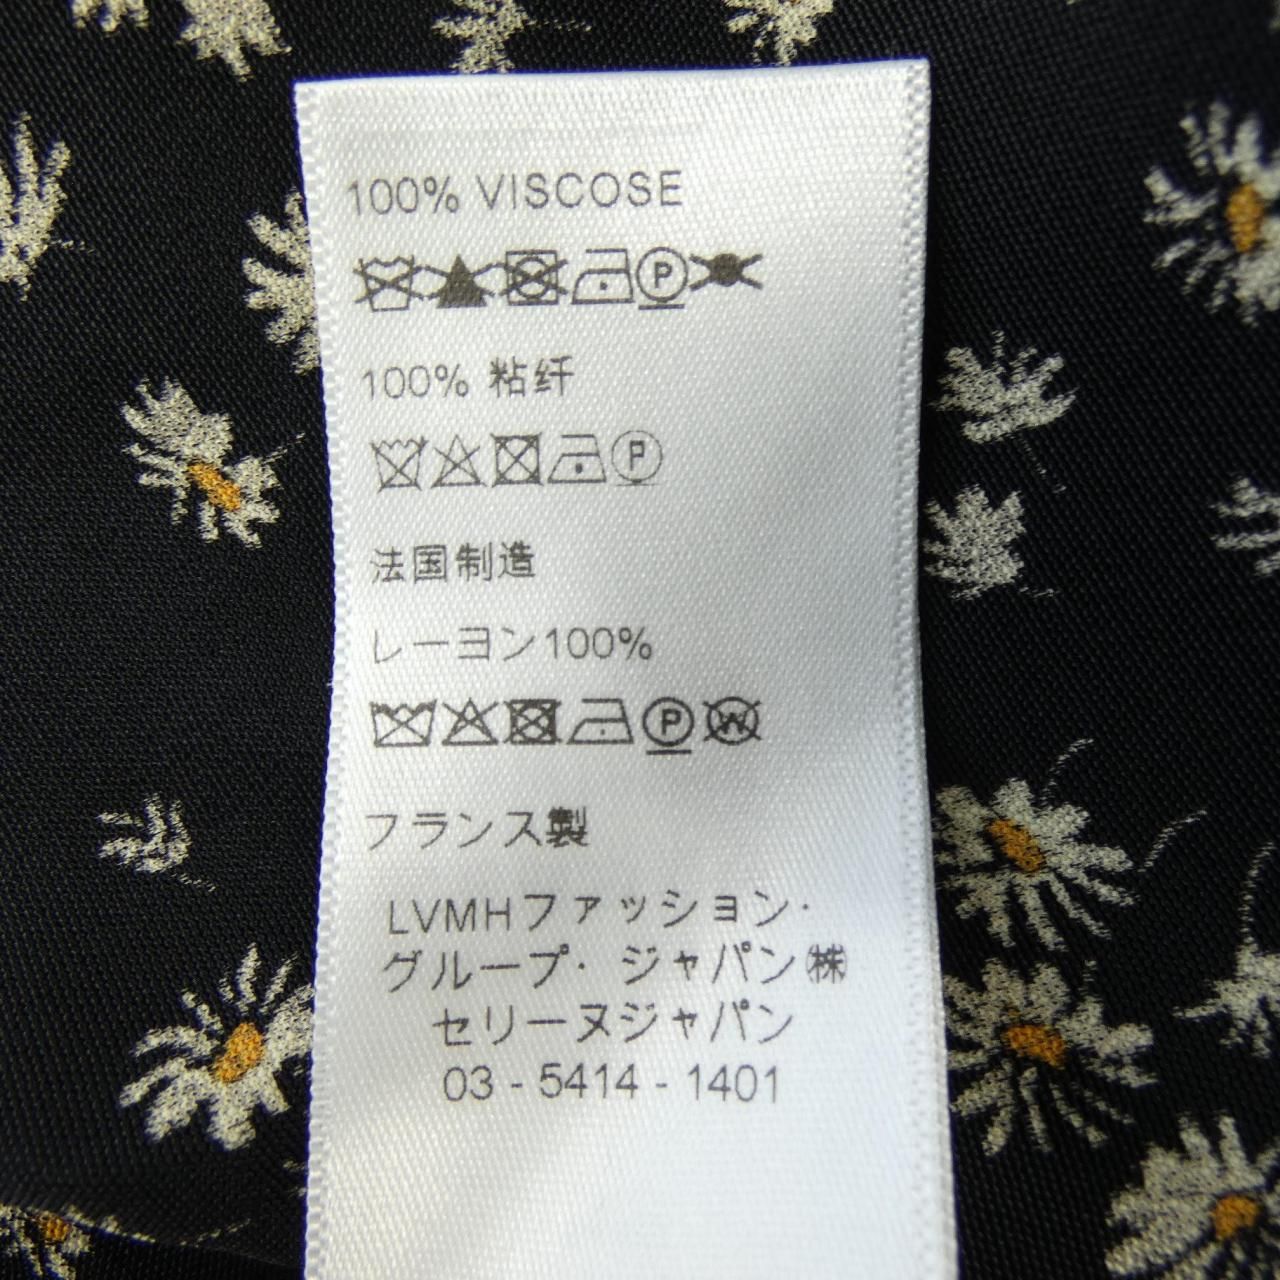 100% VISCOSE
P
100% 粘纤
P
法国制造
レーヨン100%
P W
フランス製
LVMHファッション・
グループ・ジャパン㈱
セリーヌジャパン
03 - 5414 - 1401